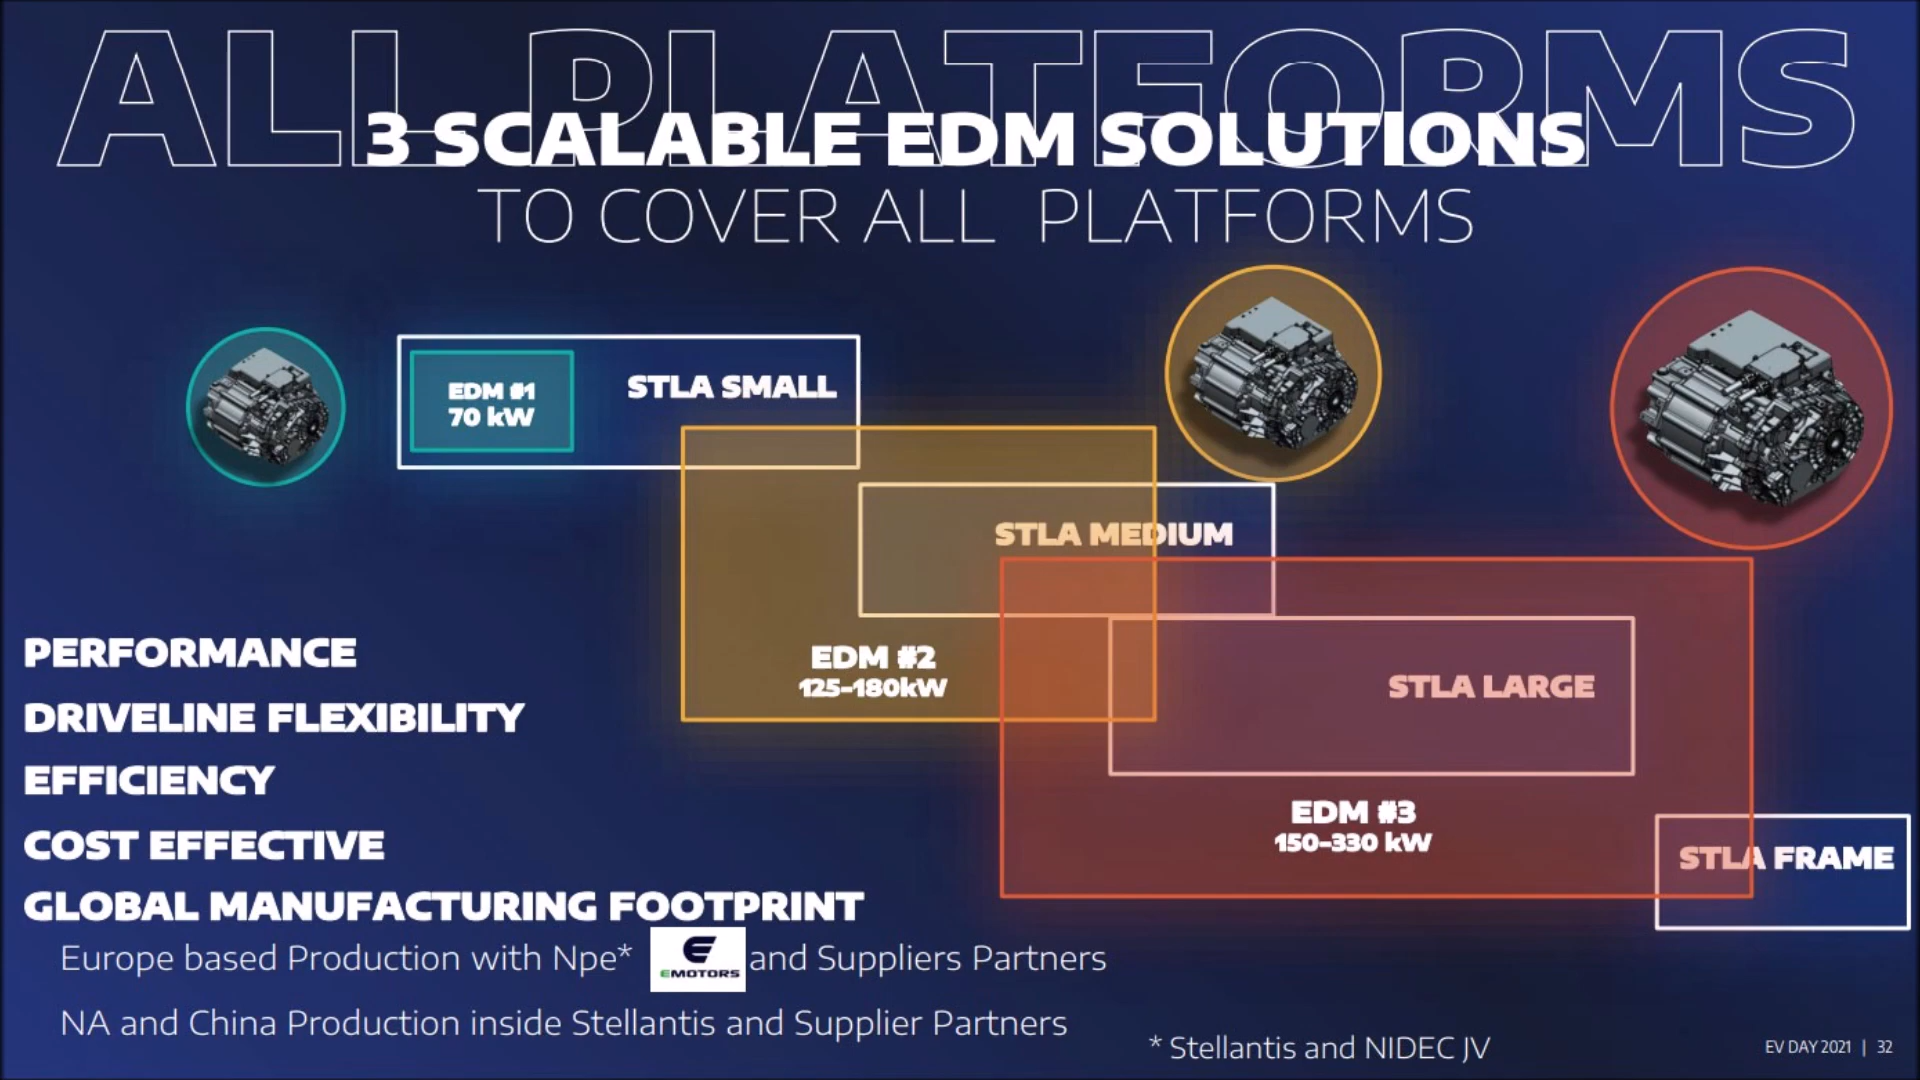 ALL PLATFORMS
3 SCALABLE EDM SOLUTIONS
TO COVER ALL PLATFORMS
EDM #1
70 kW
STLA SMALL
STLA MEDIUM
EDM #2
125-180kW
STLA LARGE
EDM #3
150-330 kW
STLA FRAME
PERFORMANCE
DRIVELINE FLEXIBILITY
EFFICIENCY
COST EFFECTIVE
GLOBAL MANUFACTURING FOOTPRINT
Europe based Production with Npe* EMOTORS and Suppliers Partners
NA and China Production inside Stellantis and Supplier Partners
* Stellantis and NIDEC JV
EV DAY 2021 | 32